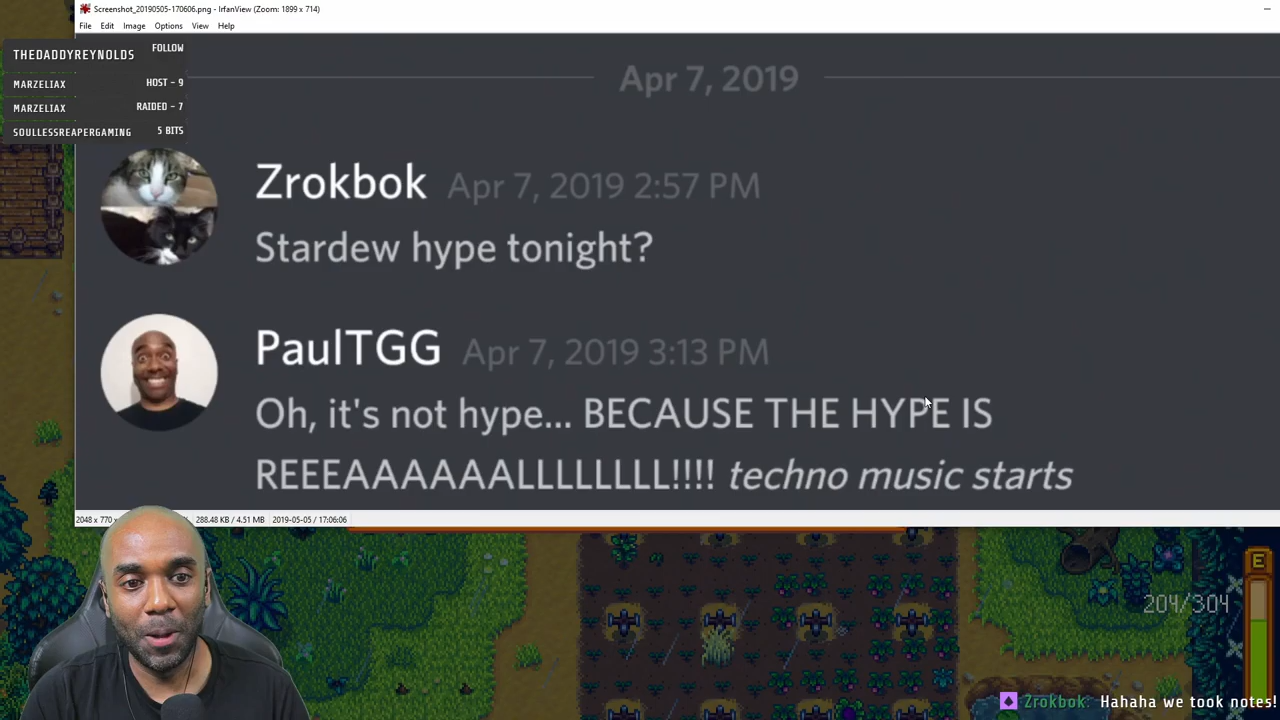 Screenshot_20190505-170606.png - IrfanView (Zoom: 1899 x 714)
File Edit Image Options View Help
THEDADDYREYNOLDS FOLLOW
MARZELIAX HOST - 9
MARZELIAX RAIDED - 7
SOULLESSREAPERGAMING 5 BITS
Apr 7, 2019
Zrokbok Apr 7, 2019 2:57 PM
Stardew hype tonight?
PaulTGG Apr 7, 2019 3:13 PM
Oh, it's not hype... BECAUSE THE HYPE IS
REEEAAAAAALLLLLLLL!!!! techno music starts
2048 x 770 288.48 KB / 4.51 MB 2019-05-05 / 17:06:06
E
204/304
Zrokbok: Hahaha we took notes!